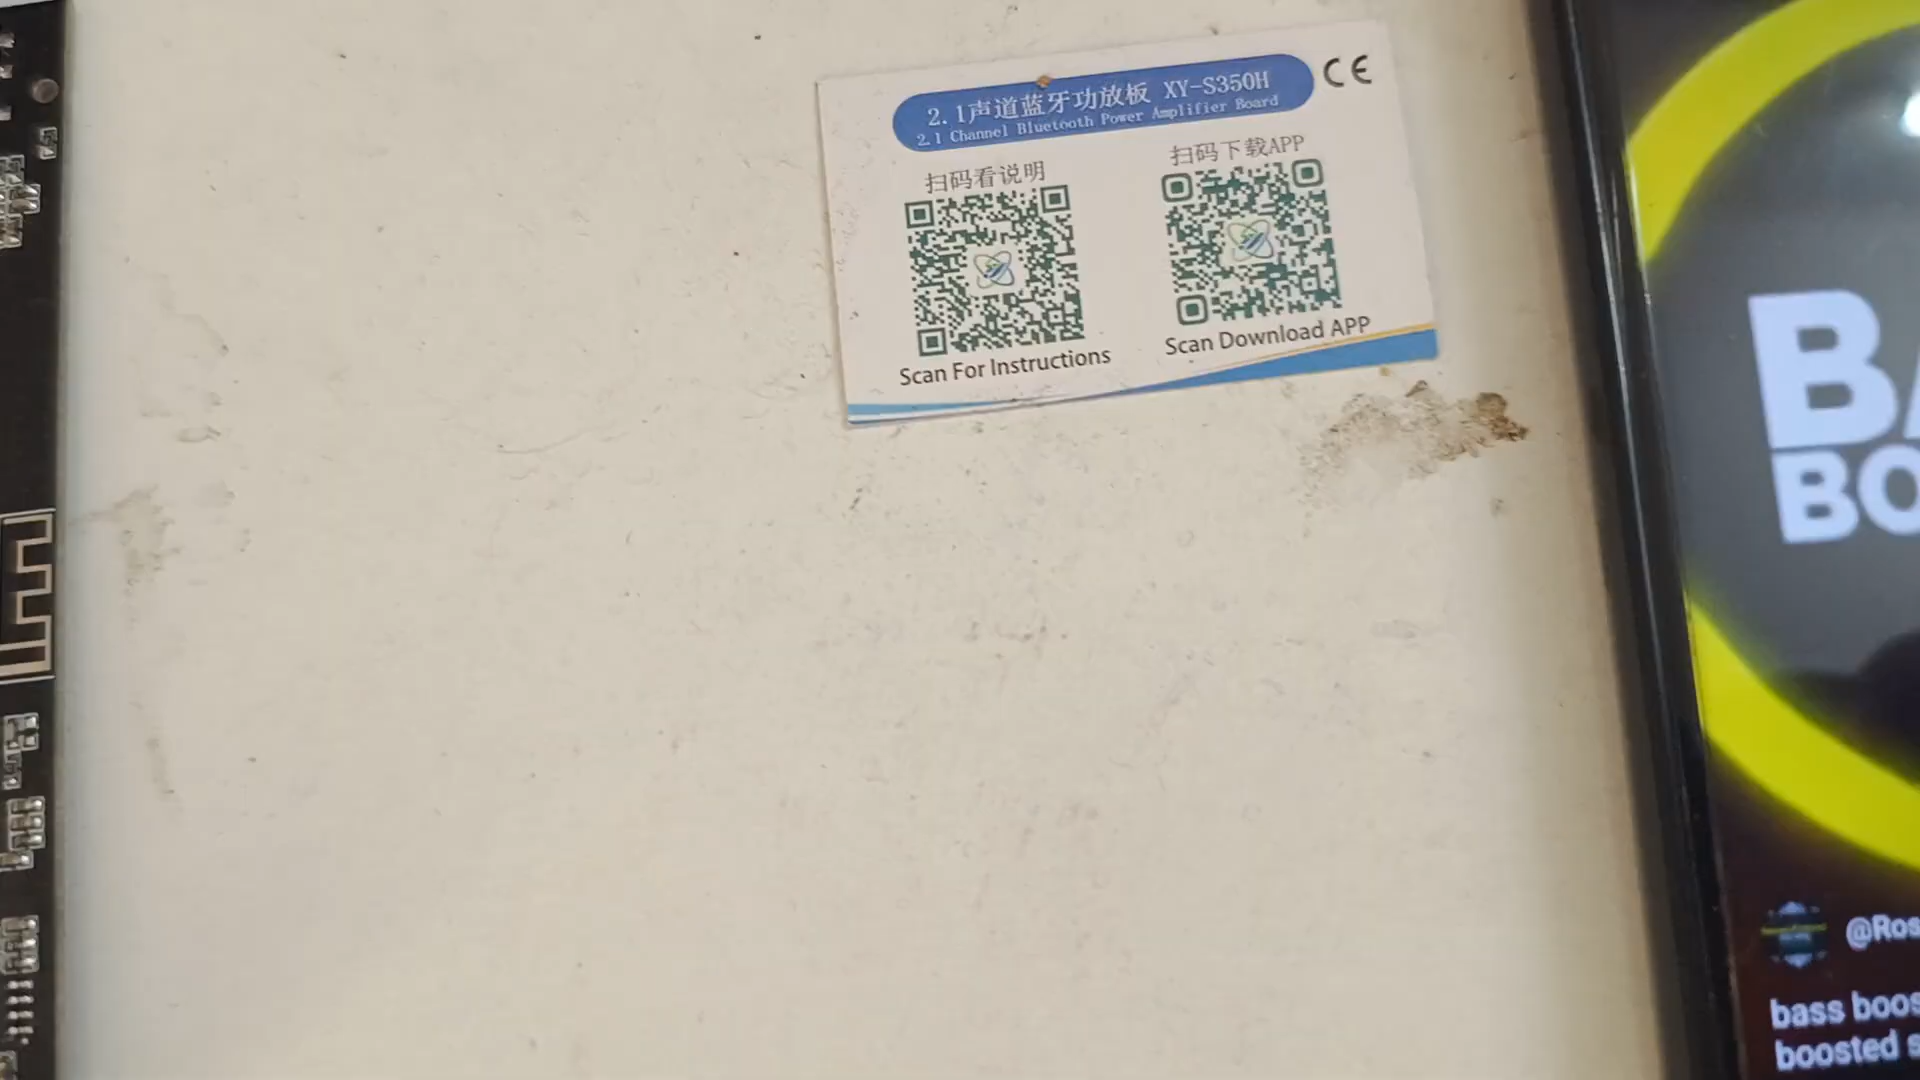 2.1声道蓝牙功放板 XY-S350H
2.1 Channel Bluetooth Power Amplifier Board
CE
扫码看说明
扫码下载APP
Scan For Instructions
Scan Download APP
BA
BO
@Ros
bass boos
boosted s